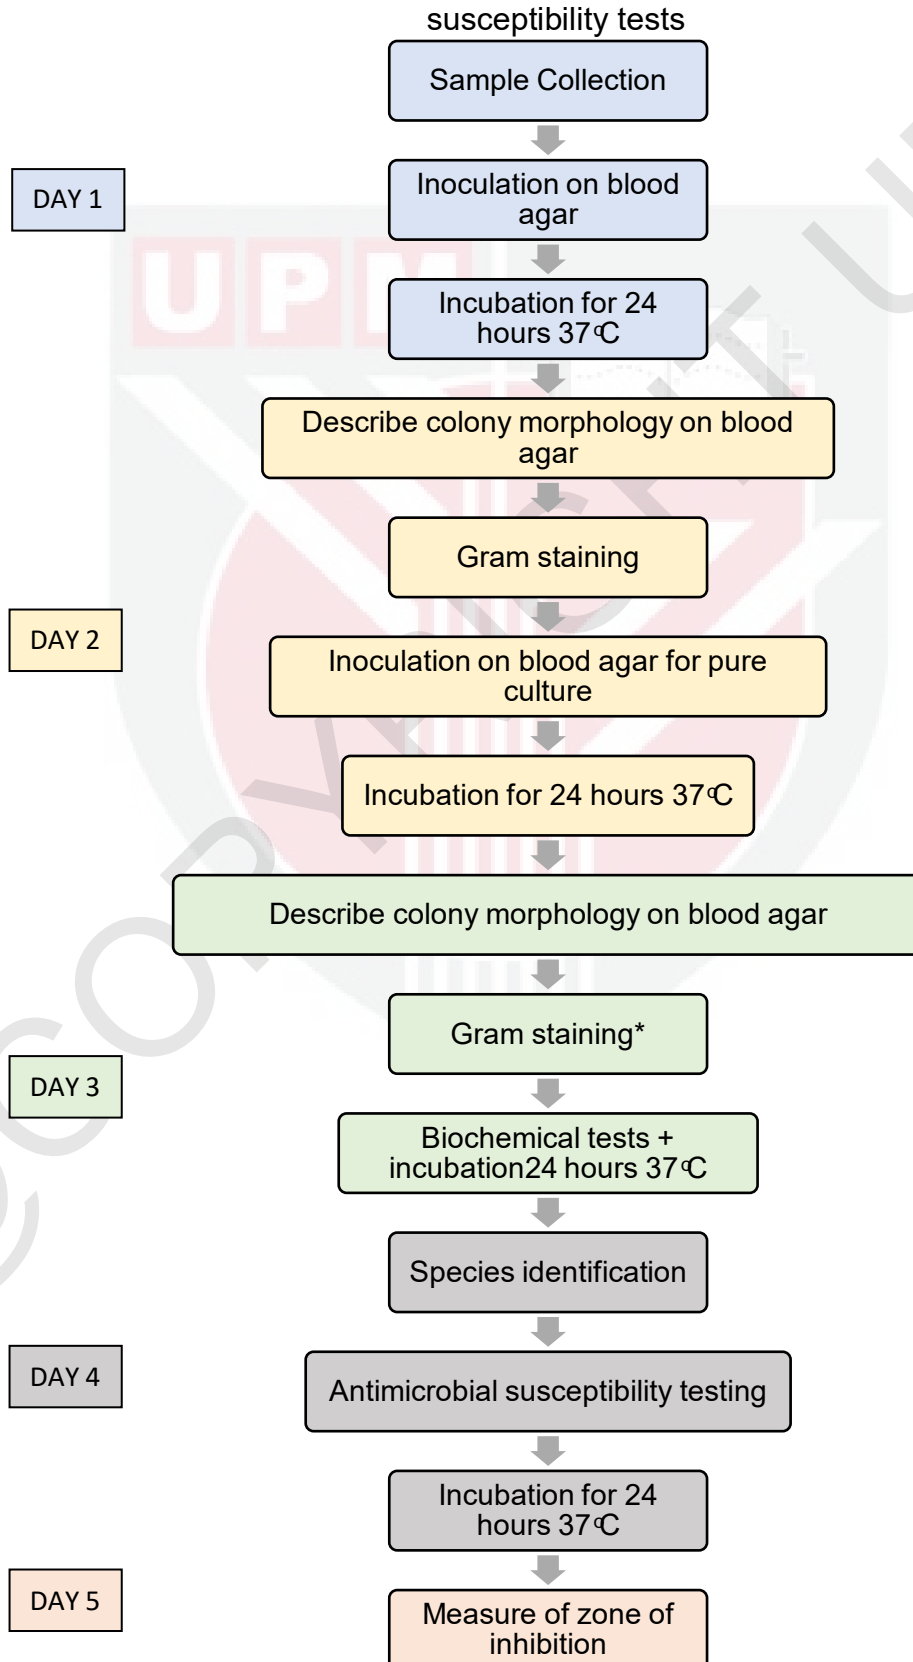 susceptibility tests
Sample Collection
DAY 1
Inoculation on blood
agar
Incubation for 24
hours 37°C
Describe colony morphology on blood
agar
Gram staining
DAY 2
Inoculation on blood agar for pure
culture
Incubation for 24 hours 37°C
Describe colony morphology on blood agar
Gram staining*
DAY 3
Biochemical tests +
incubation24 hours 37°C
Species identification
DAY 4
Antimicrobial susceptibility testing
Incubation for 24
hours 37°C
DAY 5
Measure of zone of
inhibition
UPM
©COPYRIGHT U